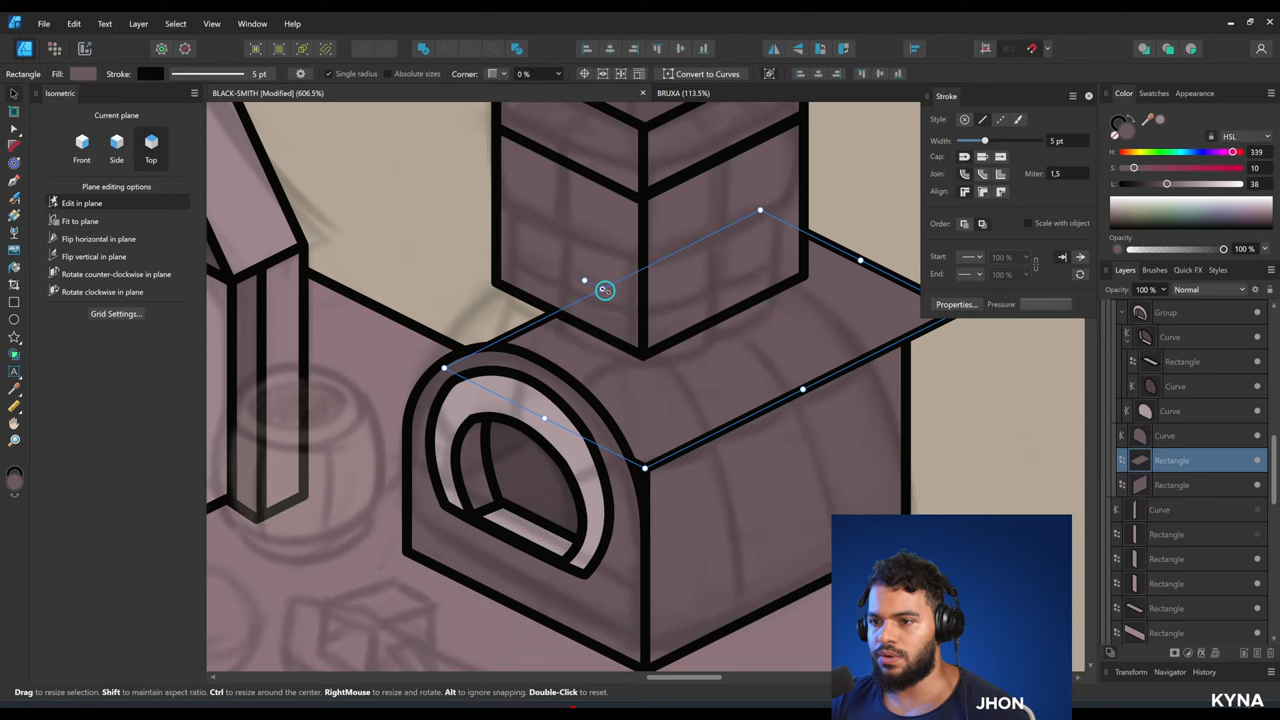 File Edit Text Layer Select View Window Help
Rectangle Fill: Stroke: 5 pt Single radius Absolute sizes Corner: 0 % Convert to Curves
Isometric
BLACK-SMITH [Modified] (606.5%)
BRUXA (113.5%)
Current plane
Front Side Top
Plane editing options
Edit in plane
Fit to plane
Flip horizontal in plane
Flip vertical in plane
Rotate counter-clockwise in plane
Rotate clockwise in plane
Grid Settings...
Stroke
Style:
Width: 5 pt
Cap:
Join: Miter: 1,5
Align:
Order: Scale with object
Start: 100 %
End: 100 %
Properties... Pressure:
Color Swatches Appearance
HSL
H: 339
S: 10
L: 38
Opacity
100 %
Layers Brushes Quick FX Styles
Opacity: 100 % Normal
Group
Curve
Rectangle
Curve
Curve
Curve
Rectangle
Rectangle
Curve
Rectangle
Rectangle
Rectangle
Rectangle
Rectangle
Transform Navigator History
Drag to resize selection. Shift to maintain aspect ratio. Ctrl to resize around the center. RightMouse to resize and rotate. Alt to ignore snapping. Double-Click to reset.
JHON
KYNA